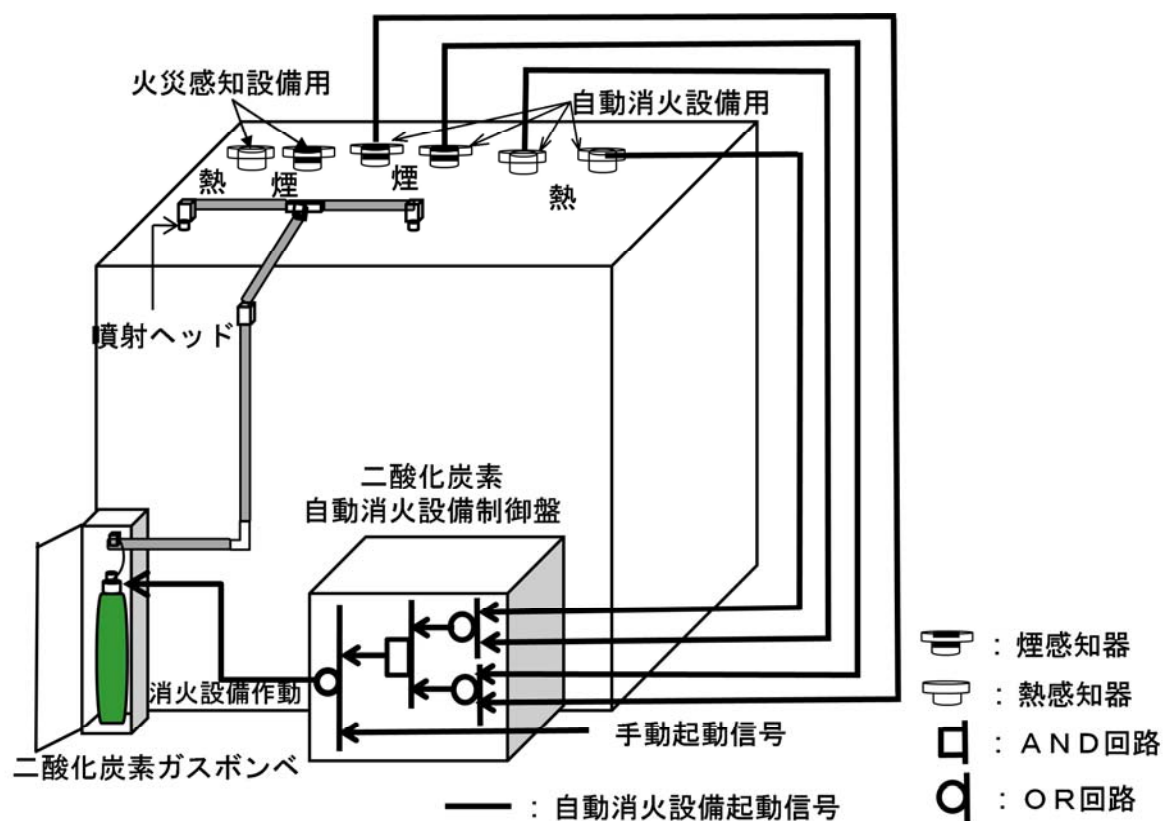 火災感知設備用
自動消火設備用
熱
煙
煙
熱
噴射ヘッド
二酸化炭素
自動消火設備制御盤
消火設備作動
手動起動信号
二酸化炭素ガスボンベ
：煙感知器
：熱感知器
：ＡＮＤ回路
：ＯＲ回路
：自動消火設備起動信号